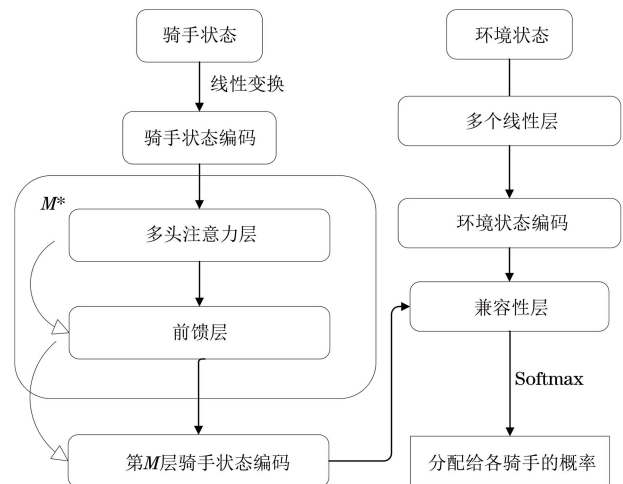 骑手状态
线性变换
骑手状态编码
M*
多头注意力层
前馈层
第M层骑手状态编码
环境状态
多个线性层
环境状态编码
兼容性层
Softmax
分配给各骑手的概率